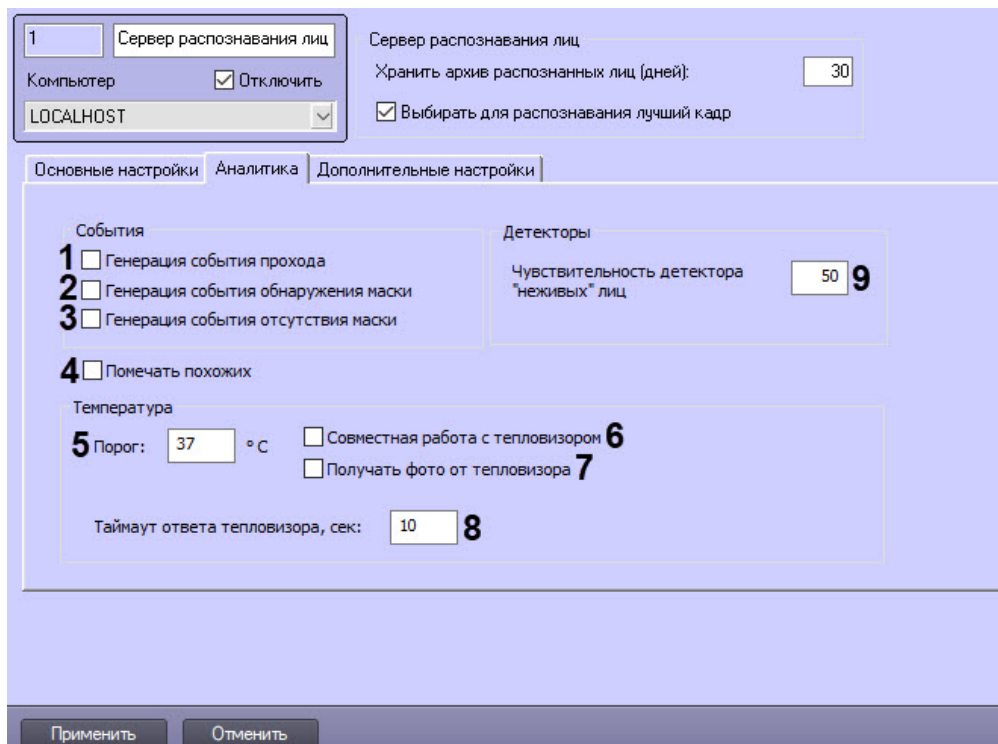 1 Сервер распознавания лиц
Компьютер Отключить
LOCALHOST
Сервер распознавания лиц
Хранить архив распознанных лиц (дней): 30
Выбирать для распознавания лучший кадр
Основные настройки Аналитика Дополнительные настройки
События
1 Генерация события прохода
2 Генерация события обнаружения маски
3 Генерация события отсутствия маски
Детекторы
Чувствительность детектора
"неживых" лиц 50 9
4 Помечать похожих
Температура
5 Порог: 37 ° C
Совместная работа с тепловизором 6
Получать фото от тепловизора 7
Таймаут ответа тепловизора, сек: 10 8
Применить Отменить